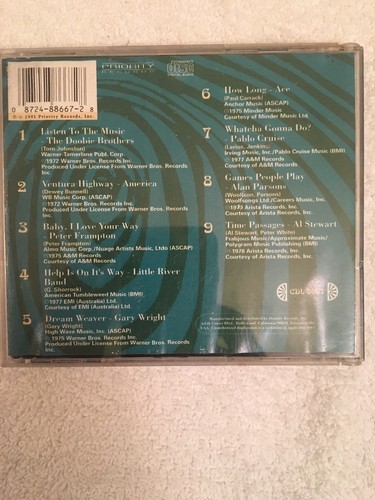 PRIORITY
RECORDS
COMPACT
disc
DIGITAL AUDIO
0 8724-88667-2 8
© ℗ 1995 Priority Records, Inc.
1 Listen To The Music
- The Doobie Brothers
(Tom Johnston)
Warner Tamerlane Publ. Corp.
1972 Warner Bros. Records Inc.
Produced Under License From Warner Bros. Records
Inc.
2 Ventura Highway - America
(Dewey Bunnell)
WB Music Corp. (ASCAP)
1972 Warner Bros. Records Inc.
Produced Under License From Warner Bros. Records Inc.
3 Baby, I Love Your Way
- Peter Frampton
(Peter Frampton)
Almo Music Corp./Nuage Artists Music, Ltd (ASCAP)
1975 A&M Records
Courtesy of A&M Records
4 Help Is On It's Way - Little River
Band
(G. Shorrock)
American Tumbleweed Music (BMI)
1977 EMI (Australia) Ltd.
Courtesy of EMI (Australia) Ltd.
5 Dream Weaver - Gary Wright
(Gary Wright)
High Wave Music, Inc. (ASCAP)
1975 Warner Bros. Records Inc.
Produced Under License From Warner Bros. Records
Inc.
6 How Long - Ace
(Paul Carrack)
Anchor Music (ASCAP)
1975 Minder Music
Courtesy of Minder Music Ltd.
7 Whatcha Gonna Do?
- Pablo Cruise
Irving Music, Inc./Pablo Cruise Music (BMI)
1977 A&M Records
Courtesy of A&M Records
8 Games People Play
- Alan Parsons
(Woolfson, Parsons)
Woolfsongs Ltd./Careers Music, Inc.
Arista Records, Inc.
Courtesy of Arista Records, Inc.
9 Time Passages - Al Stewart
(Al Stewart, Peter White)
Music/Approximate Music/
Polygram Music Publishing (BMI)
1978 Arista Records, Inc.
Courtesy of Arista Records, Inc.